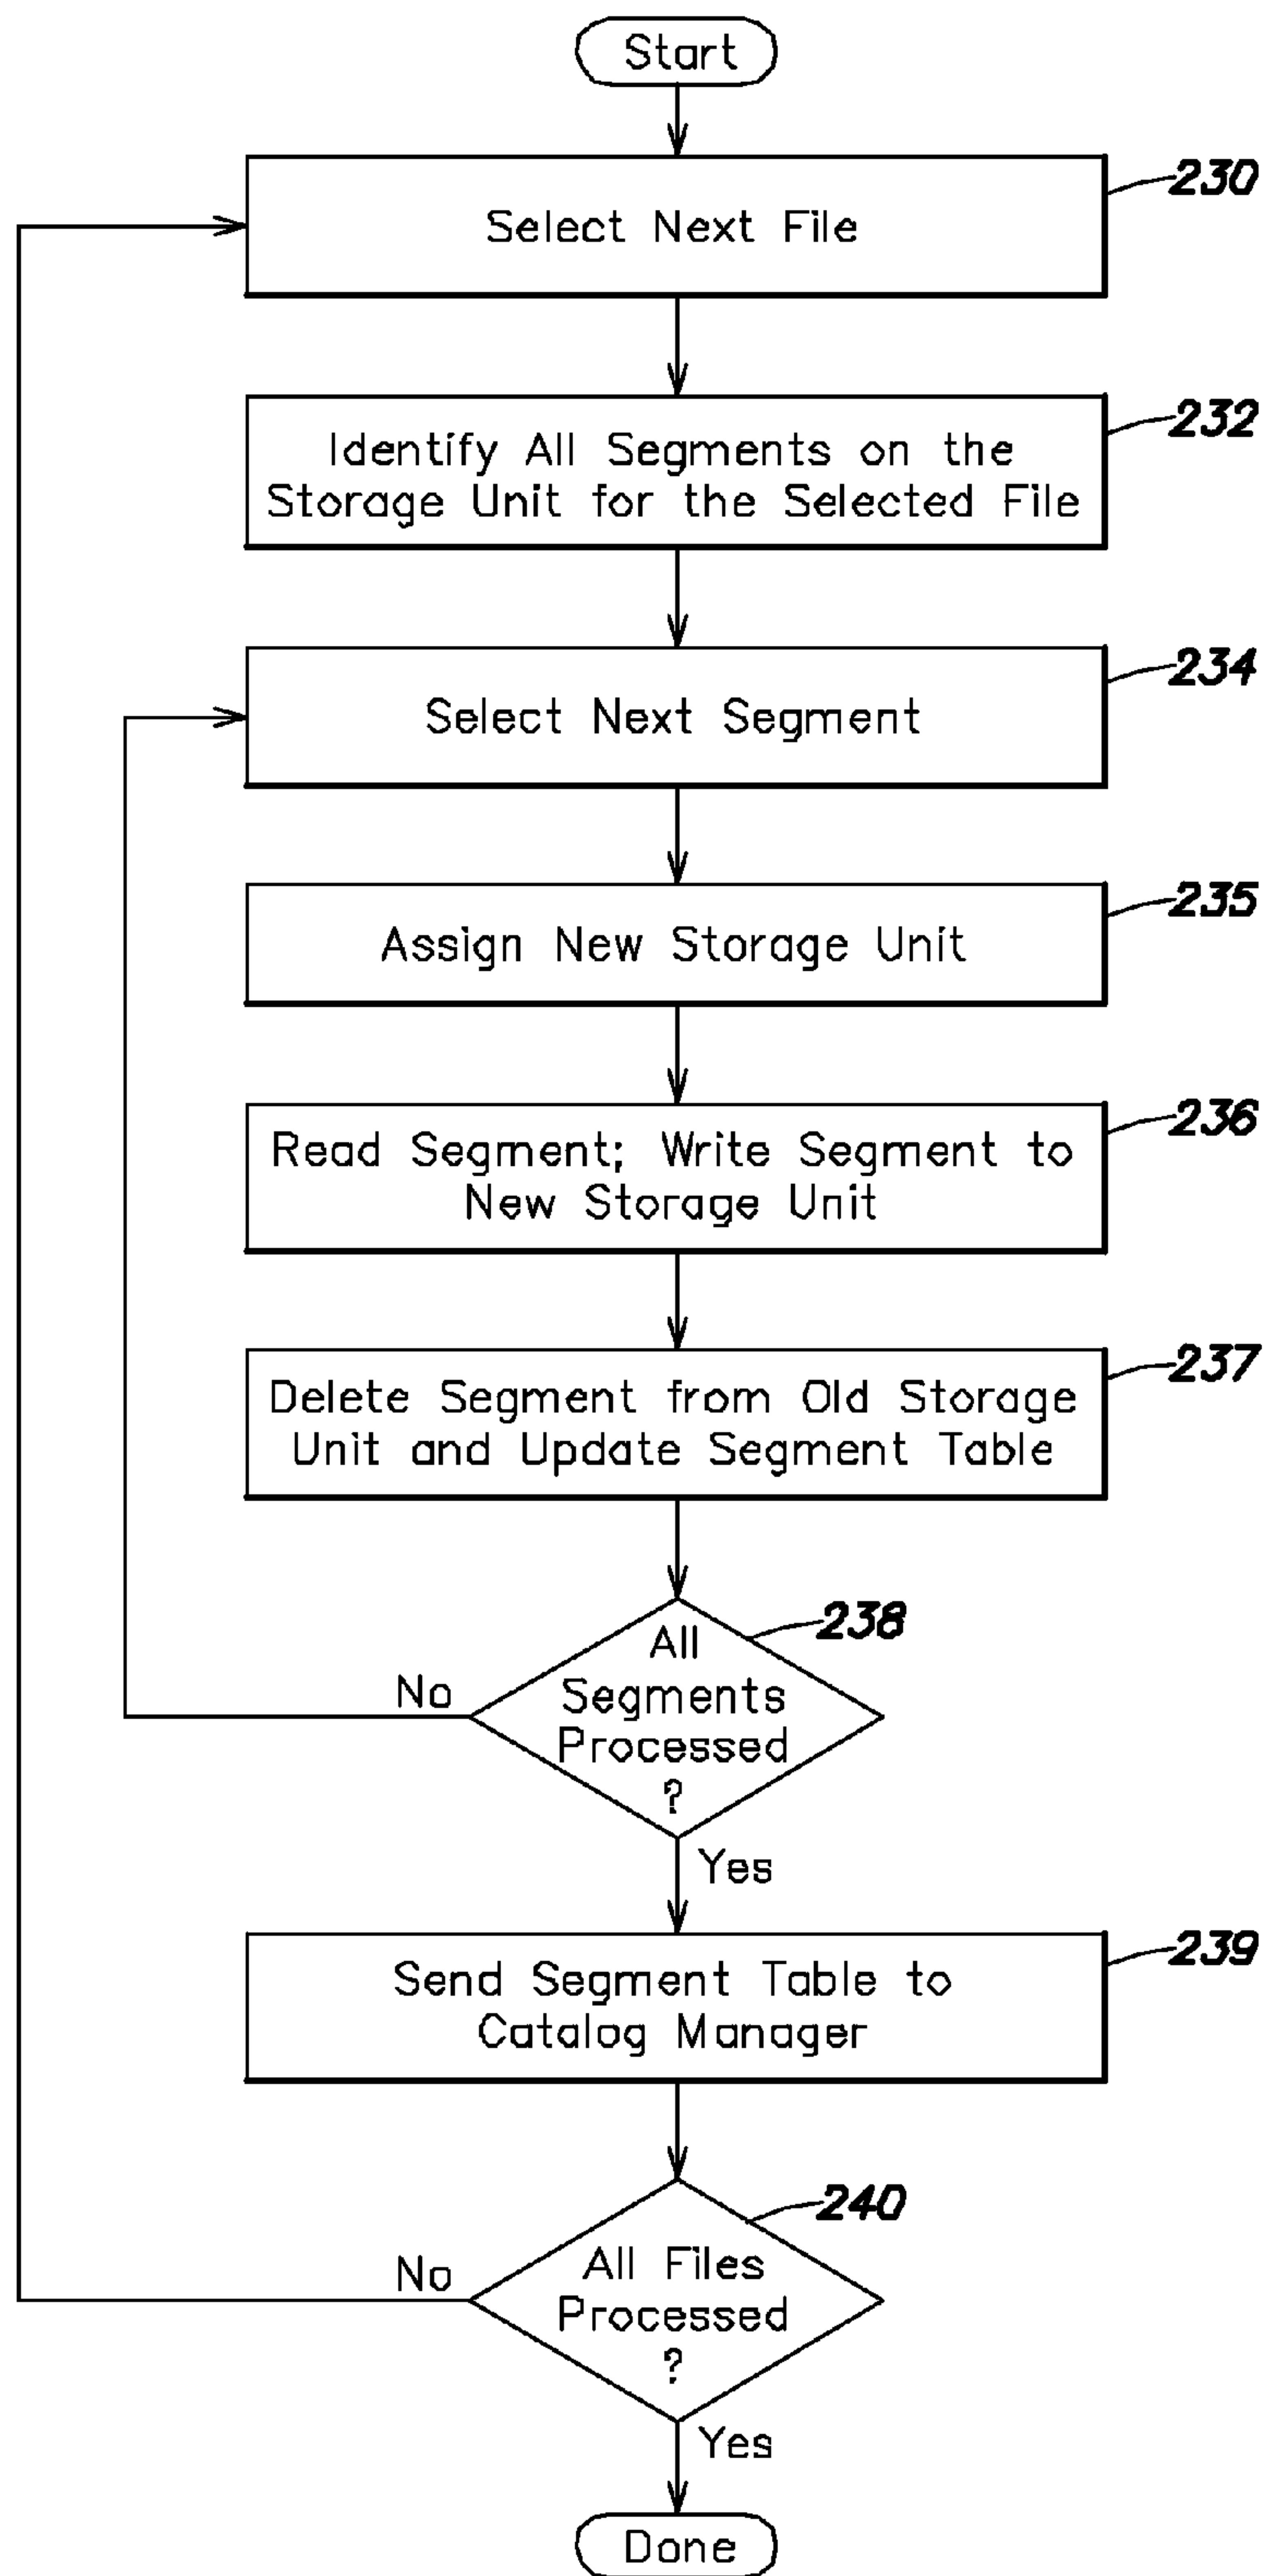 Start
230
Select Next File
232
Identify All Segments on the
Storage Unit for the Selected File
234
Select Next Segment
235
Assign New Storage Unit
236
Read Segment; Write Segment to
New Storage Unit
237
Delete Segment from Old Storage
Unit and Update Segment Table
238
All
Segments
Processed
?
No
Yes
239
Send Segment Table to
Catalog Manager
240
All Files
Processed
?
No
Yes
Done